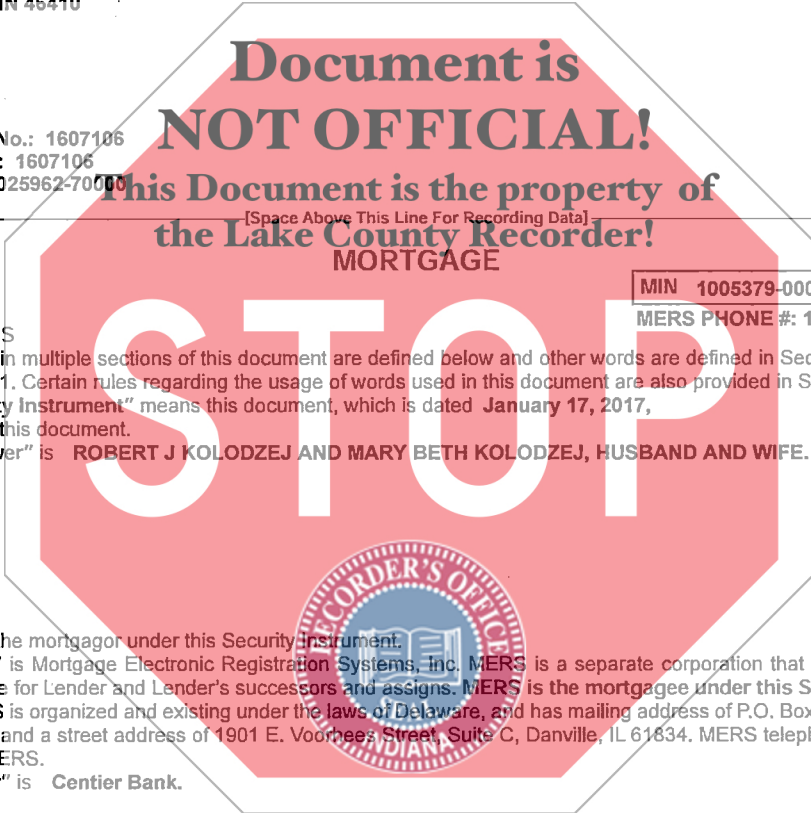 IN 46410
Document is
NOT OFFICIAL!
No.: 1607106
: 1607106
025962-70000
This Document is the property of
[Space Above This Line For Recording Data]
the Lake County Recorder!
MORTGAGE
MIN 1005379-000
MERS PHONE #: 1
STOP
S
in multiple sections of this document are defined below and other words are defined in Sec
1. Certain rules regarding the usage of words used in this document are also provided in S
y Instrument" means this document, which is dated January 17, 2017,
this document.
er" is ROBERT J KOLODZEJ AND MARY BETH KOLODZEJ, HUSBAND AND WIFE.
RECORDER'S OFFICE
he mortgagor under this Security Instrument.
" is Mortgage Electronic Registration Systems, Inc. MERS is a separate corporation that
e for Lender and Lender's successors and assigns. MERS is the mortgagee under this S
S is organized and existing under the laws of Delaware, and has mailing address of P.O. Box
and a street address of 1901 E. Voorhees Street, Suite C, Danville, IL 61834. MERS teleph
ERS.
SEAL
INDIANA
" is Centier Bank.